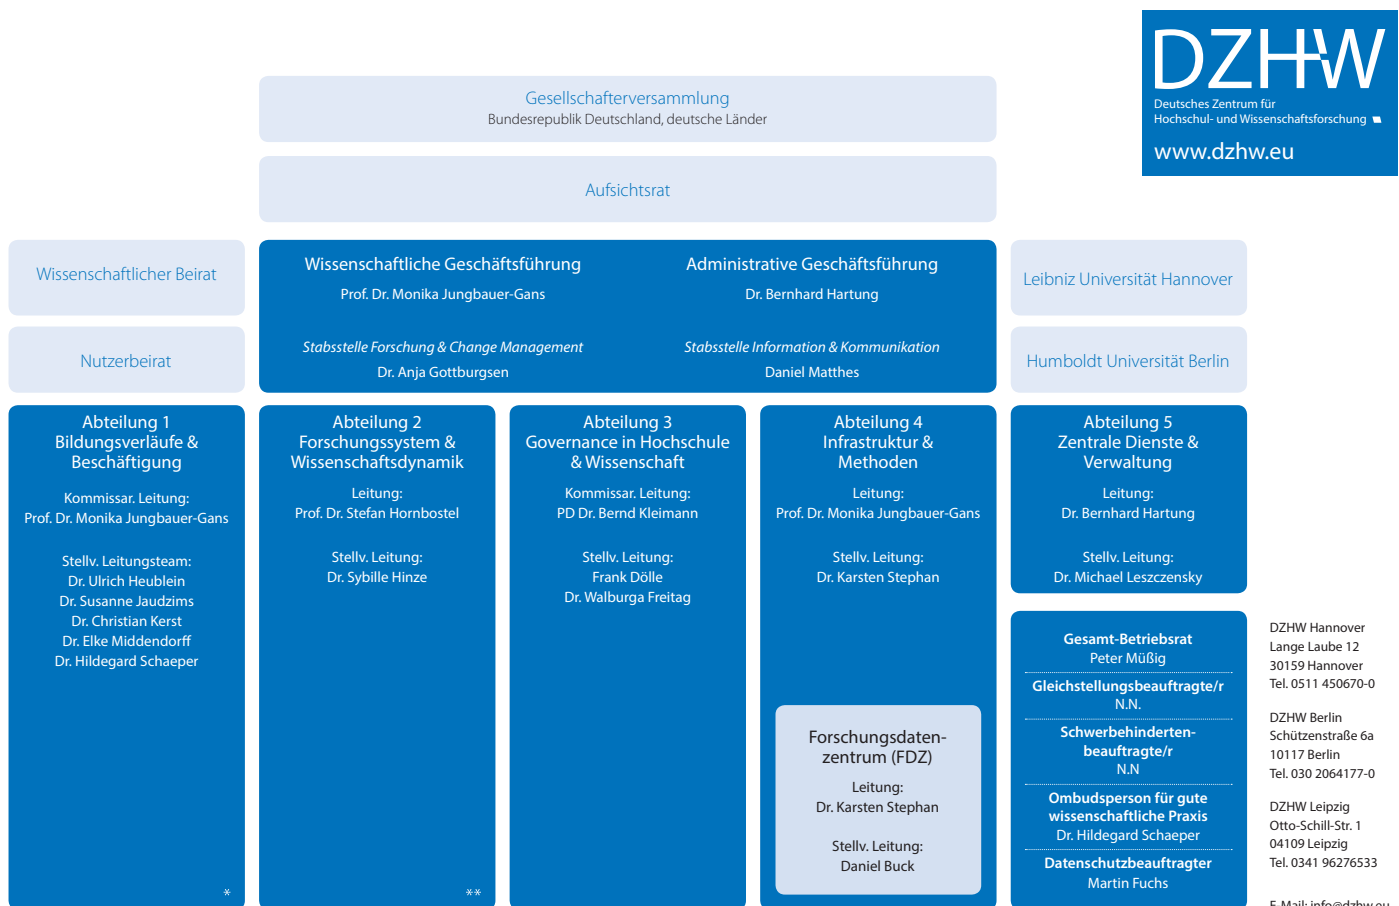 DZHW
Deutsches Zentrum für
Hochschul- und Wissenschaftsforschung
www.dzhw.eu
Gesellschafterversammlung
Bundesrepublik Deutschland, deutsche Länder
Aufsichtsrat
Wissenschaftlicher Beirat
Nutzerbeirat
Wissenschaftliche Geschäftsführung
Prof. Dr. Monika Jungbauer-Gans
Stabsstelle Forschung & Change Management
Dr. Anja Gottburgsen
Administrative Geschäftsführung
Dr. Bernhard Hartung
Stabsstelle Information & Kommunikation
Daniel Matthes
Leibniz Universität Hannover
Humboldt Universität Berlin
Abteilung 1
Bildungsverläufe &
Beschäftigung
Kommissar. Leitung:
Prof. Dr. Monika Jungbauer-Gans
Stellv. Leitungsteam:
Dr. Ulrich Heublein
Dr. Susanne Jaudzims
Dr. Christian Kerst
Dr. Elke Middendorff
Dr. Hildegard Schaeper
*
Abteilung 2
Forschungssystem &
Wissenschaftsdynamik
Leitung:
Prof. Dr. Stefan Hornbostel
Stellv. Leitung:
Dr. Sybille Hinze
**
Abteilung 3
Governance in Hochschule
& Wissenschaft
Kommissar. Leitung:
PD Dr. Bernd Kleimann
Stellv. Leitung:
Frank Dölle
Dr. Walburga Freitag
Abteilung 4
Infrastruktur &
Methoden
Leitung:
Prof. Dr. Monika Jungbauer-Gans
Stellv. Leitung:
Dr. Karsten Stephan
Forschungsdaten-
zentrum (FDZ)
Leitung:
Dr. Karsten Stephan
Stellv. Leitung:
Daniel Buck
Abteilung 5
Zentrale Dienste &
Verwaltung
Leitung:
Dr. Bernhard Hartung
Stellv. Leitung:
Dr. Michael Leszczensky
Gesamt-Betriebsrat
Peter Müßig
Gleichstellungsbeauftragte/r
N.N.
Schwerbehinderten-
beauftragte/r
N.N
Ombudsperson für gute
wissenschaftliche Praxis
Dr. Hildegard Schaeper
Datenschutzbeauftragter
Martin Fuchs
DZHW Hannover
Lange Laube 12
30159 Hannover
Tel. 0511 450670-0
DZHW Berlin
Schützenstraße 6a
10117 Berlin
Tel. 030 2064177-0
DZHW Leipzig
Otto-Schill-Str. 1
04109 Leipzig
Tel. 0341 96276533
E-Mail: info@dzhw.eu